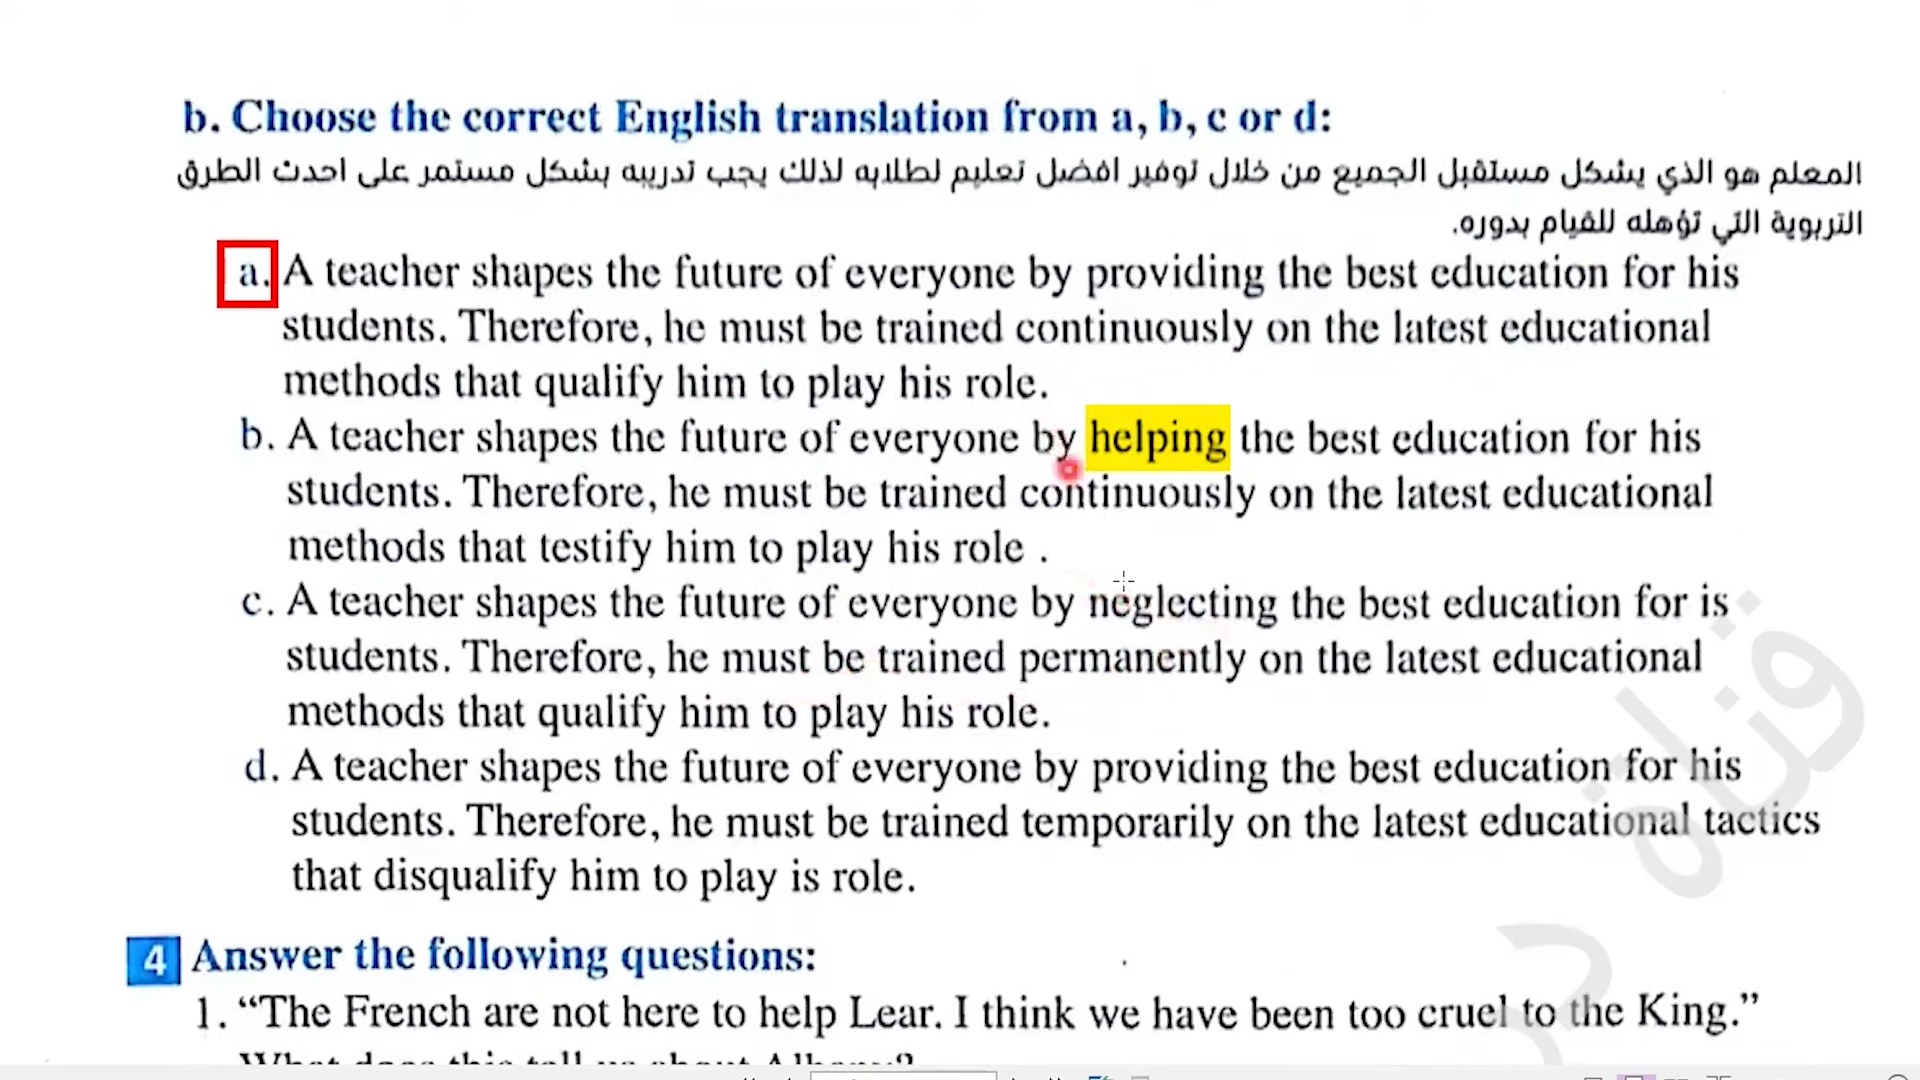 b. Choose the correct English translation from a, b, c or d:
المعلم هو الذي يشكل مستقبل الجميع من خلال توفير افضل تعليم لطلابه لذلك يجب تدريبه بشكل مستمر على احدث الطرق
التربوية التي تؤهله للقيام بدوره.
a. A teacher shapes the future of everyone by providing the best education for his
students. Therefore, he must be trained continuously on the latest educational
methods that qualify him to play his role.
b. A teacher shapes the future of everyone by helping the best education for his
students. Therefore, he must be trained continuously on the latest educational
methods that testify him to play his role .
c. A teacher shapes the future of everyone by neglecting the best education for is
students. Therefore, he must be trained permanently on the latest educational
methods that qualify him to play his role.
d. A teacher shapes the future of everyone by providing the best education for his
students. Therefore, he must be trained temporarily on the latest educational tactics
that disqualify him to play is role.
قناة
4 Answer the following questions:
1. “The French are not here to help Lear. I think we have been too cruel to the King.”